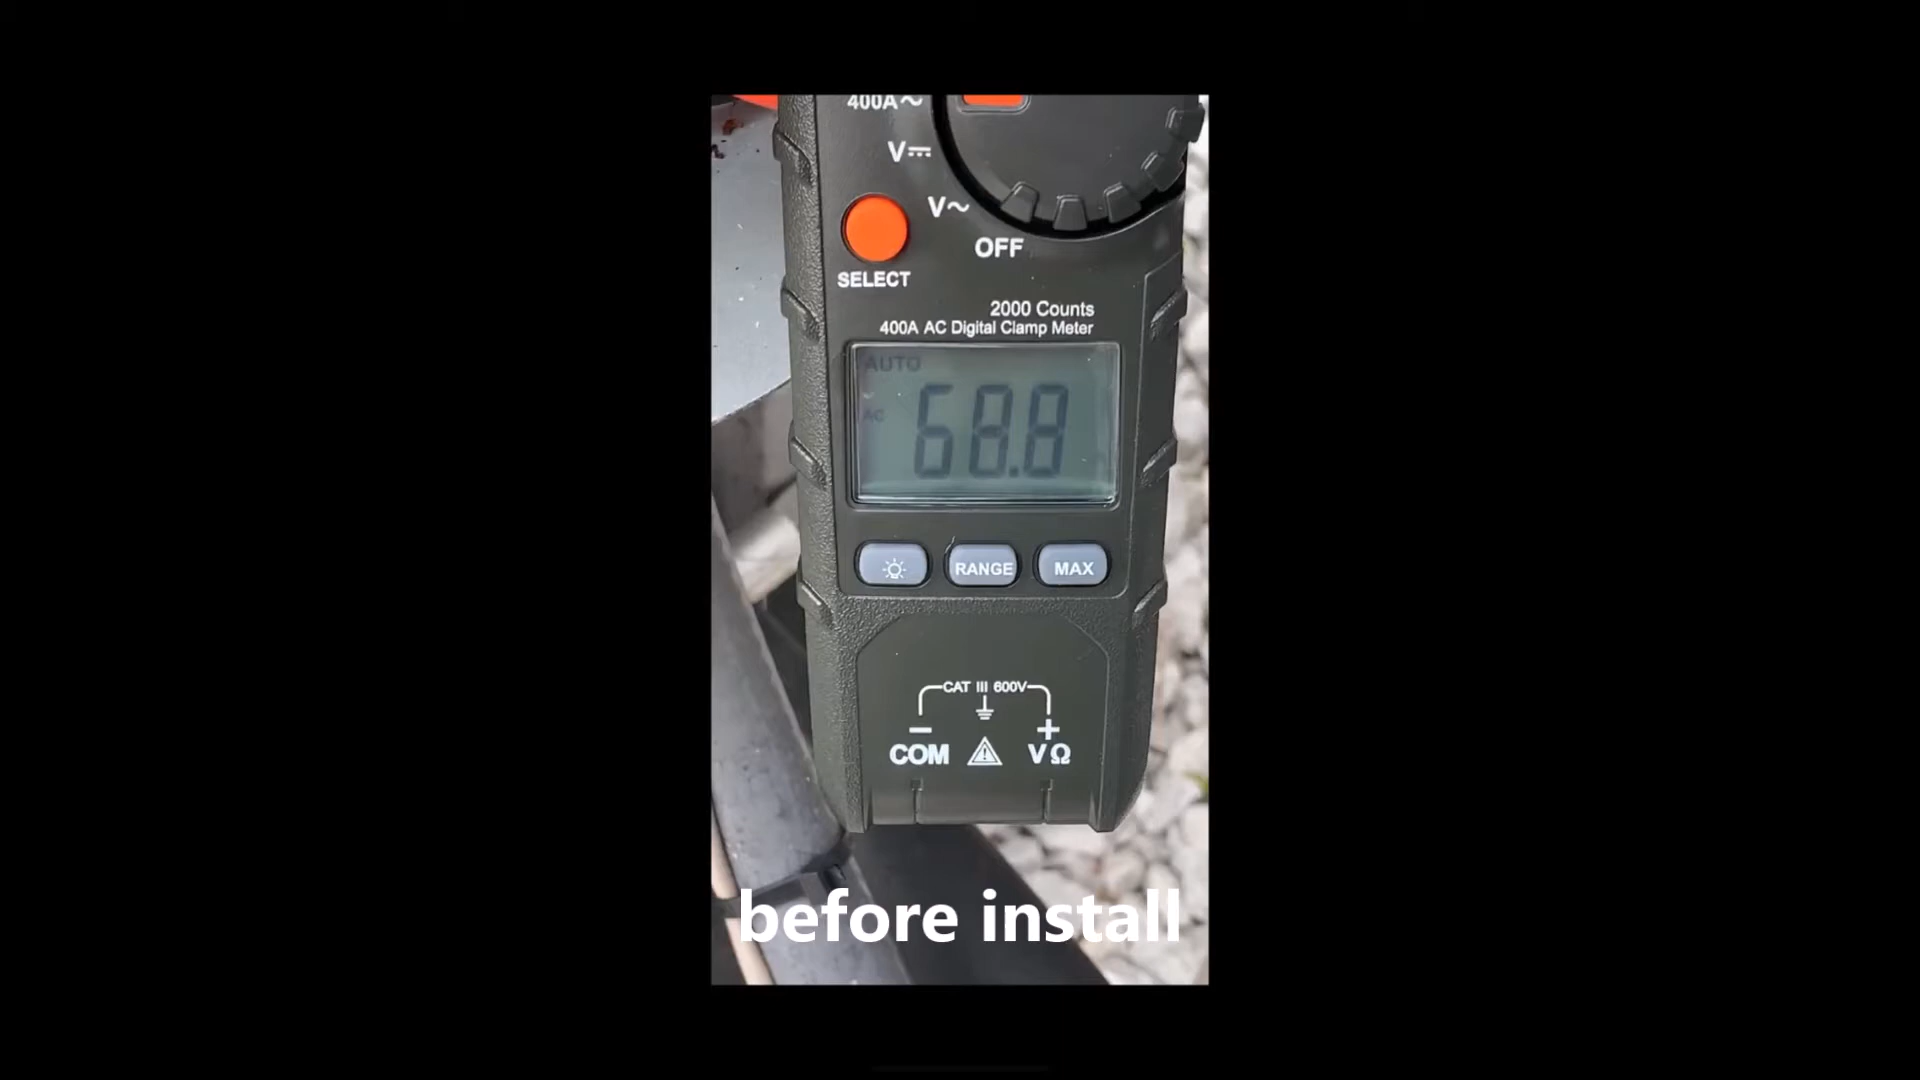 400A~
V⎓
V~
OFF
SELECT
2000 Counts
400A AC Digital Clamp Meter
AUTO
AC
68.8
RANGE
MAX
CAT III 600V
− +
COM VΩ
before install